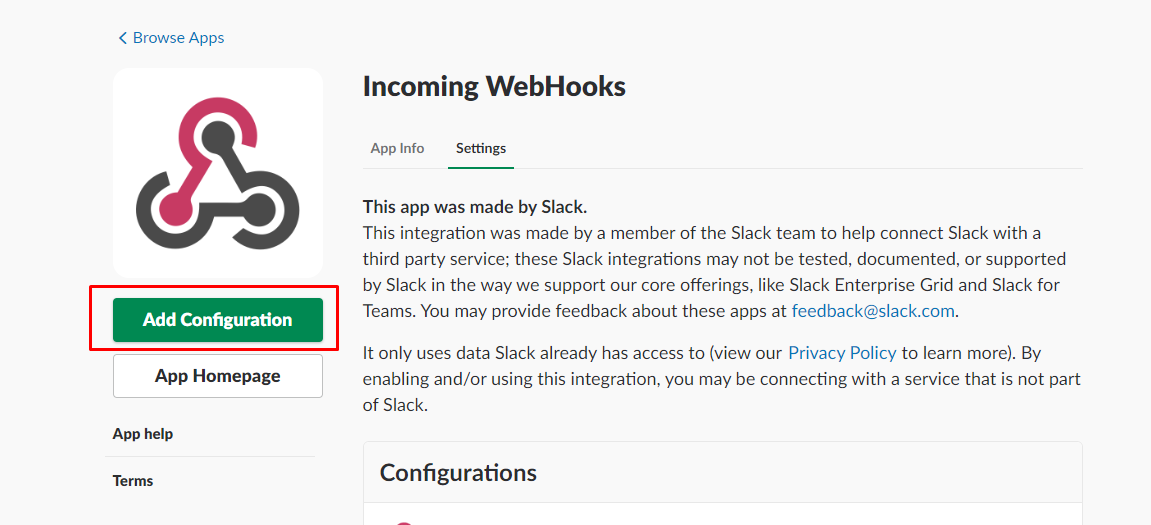 Browse Apps
Incoming WebHooks
App Info
Settings
This app was made by Slack.
This integration was made by a member of the Slack team to help connect Slack with a
third party service; these Slack integrations may not be tested, documented, or supported
by Slack in the way we support our core offerings, like Slack Enterprise Grid and Slack for
Teams. You may provide feedback about these apps at feedback@slack.com.
It only uses data Slack already has access to (view our Privacy Policy to learn more). By
enabling and/or using this integration, you may be connecting with a service that is not part
of Slack.
Add Configuration
App Homepage
App help
Terms
Configurations